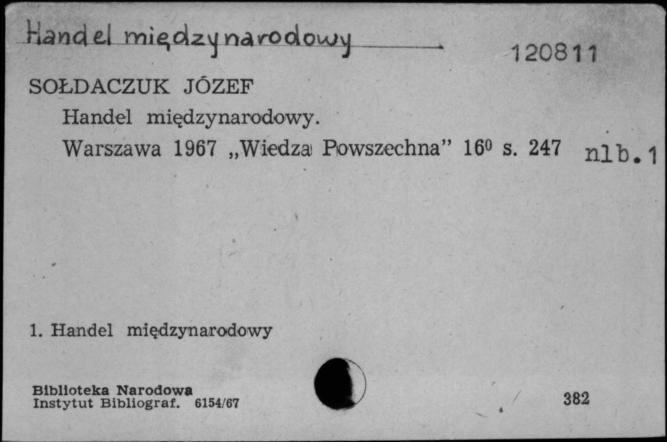 Handel międzynarodowy
120811
SOŁDACZUK JÓZEF
Handel międzynarodowy.
Warszawa 1967 „Wiedza Powszechna” 16⁰ s. 247 nlb. 1
1. Handel międzynarodowy
Biblioteka Narodowa
Instytut Bibliograf. 6154/67
382